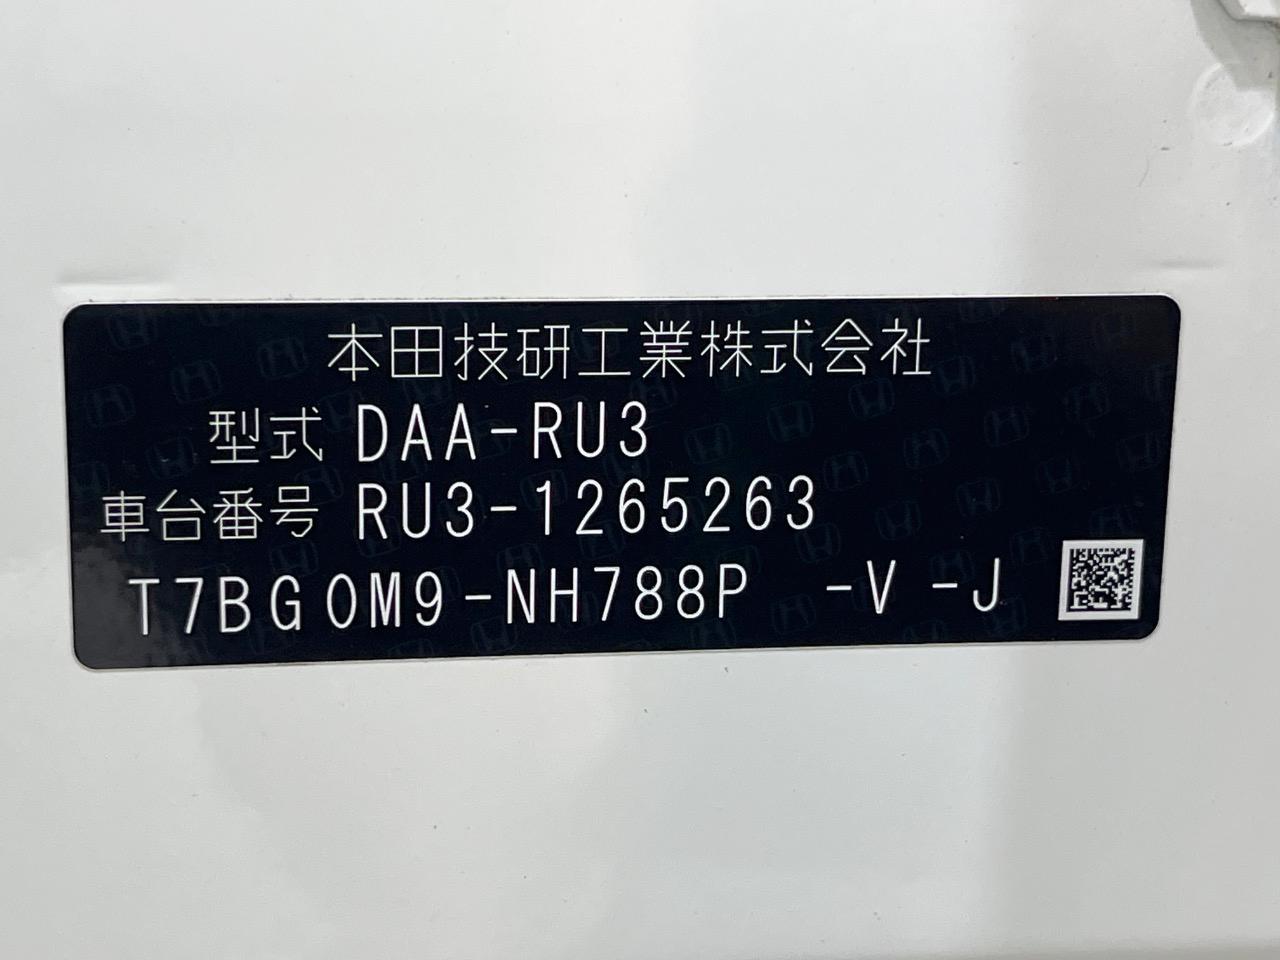 本田技研工業株式会社
型式 DAA-RU3
車台番号 RU3-1265263
T7BG0M9-NH788P -V -J